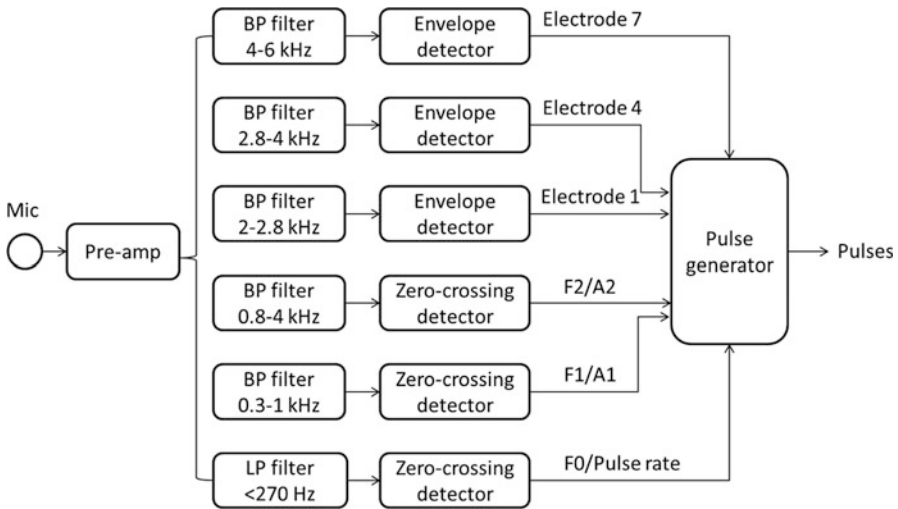 BP filter
4-6 kHz
Envelope
detector
Electrode 7
BP filter
2.8-4 kHz
Envelope
detector
Electrode 4
BP filter
2-2.8 kHz
Envelope
detector
Electrode 1
Mic
Pre-amp
Pulse
generator
Pulses
BP filter
0.8-4 kHz
Zero-crossing
detector
F2/A2
BP filter
0.3-1 kHz
Zero-crossing
detector
F1/A1
LP filter
<270 Hz
Zero-crossing
detector
F0/Pulse rate